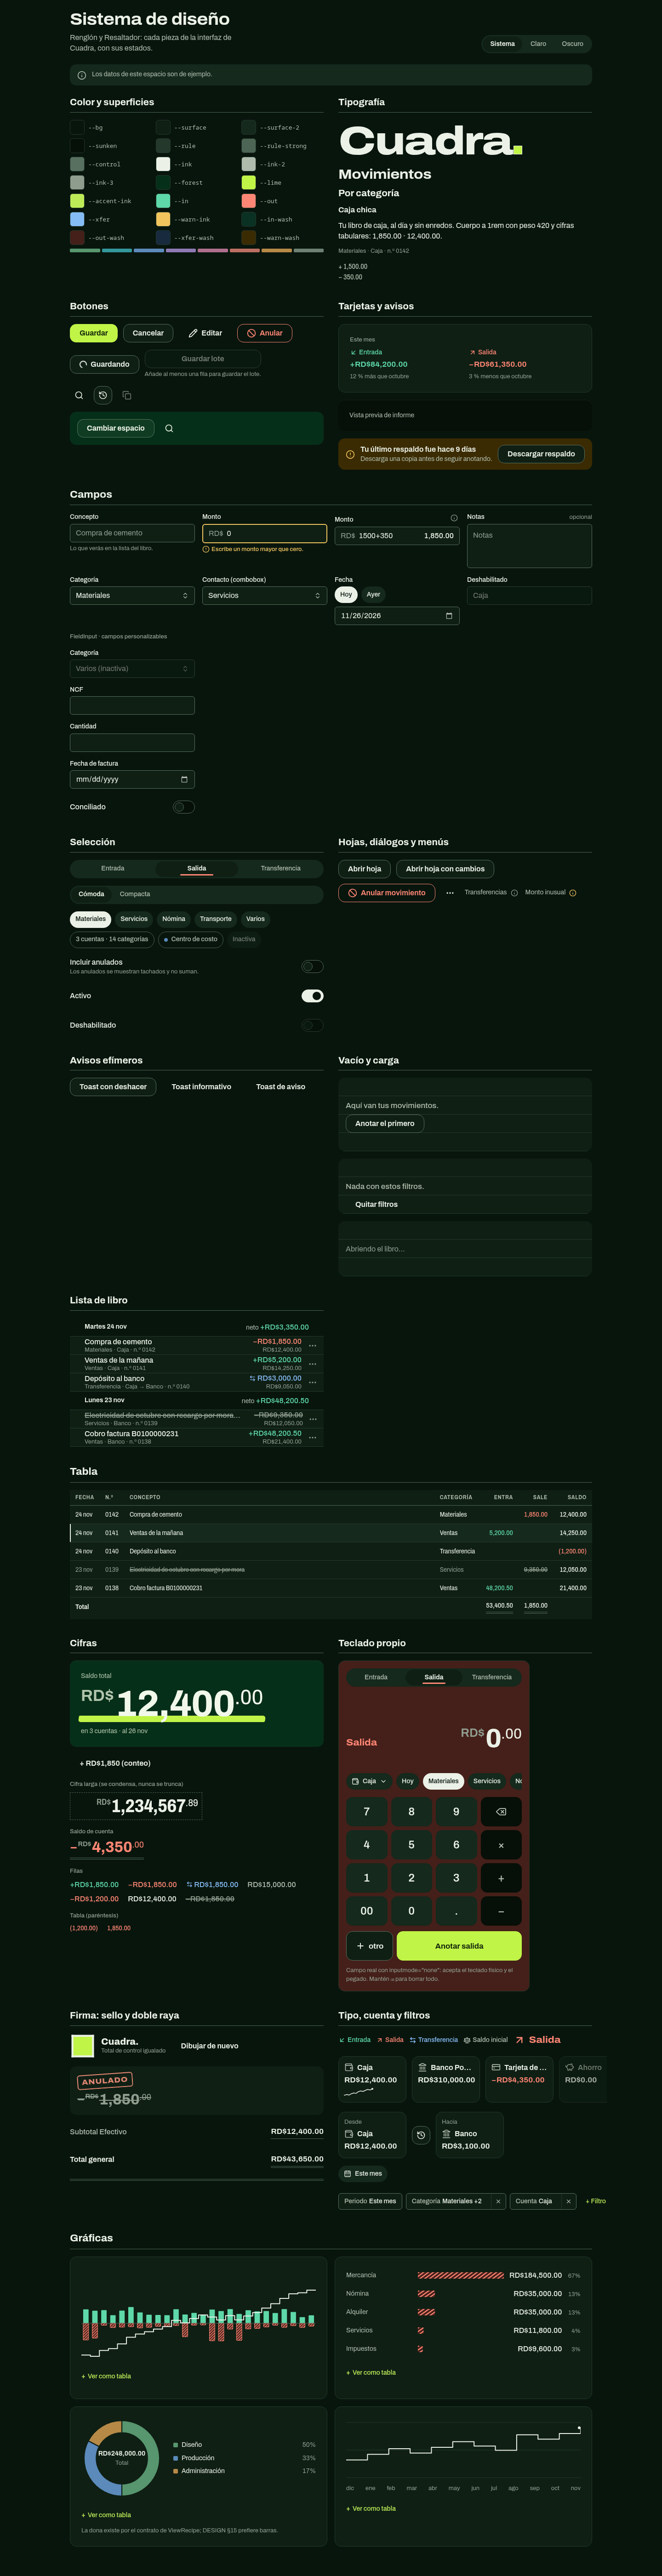 Sistema de diseño
Renglón y Resaltador: cada pieza de la interfaz de
Cuadra, con sus estados.
Sistema Claro Oscuro
Los datos de este espacio son de ejemplo.
Color y superficies
--bg --surface --surface-2
--sunken --rule --rule-strong
--control --ink --ink-2
--ink-3 --forest --lime
--accent-ink --in --out
--xfer --warn-ink --in-wash
--out-wash --xfer-wash --warn-wash
Tipografía
Cuadra.
Movimientos
Por categoría
Caja chica
Tu libro de caja, al día y sin enredos. Cuerpo a 1rem con peso 420 y cifras
tabulares: 1,850.00 · 12,400.00.
Materiales · Caja · n.º 0142
+ 1,500.00
− 350.00
Botones
Guardar Cancelar Editar Anular
Guardando Guardar lote
Añade al menos una fila para guardar el lote.
Cambiar espacio
Tarjetas y avisos
Este mes
Entrada Salida
+RD$84,200.00 −RD$61,350.00
12 % más que octubre 3 % menos que octubre
Vista previa de informe
Tu último respaldo fue hace 9 días
Descarga una copia antes de seguir anotando.
Descargar respaldo
Campos
Concepto Monto Monto Notas opcional
Compra de cemento RD$ 0 RD$ 1500+350 1,850.00 Notas
Lo que verás en la lista del libro. Escribe un monto mayor que cero.
Categoría Contacto (combobox) Fecha Deshabilitado
Materiales Servicios Hoy Ayer Caja
11/26/2026
FieldInput · campos personalizables
Categoría
Varios (inactiva)
NCF
Cantidad
Fecha de factura
mm/dd/yyyy
Conciliado
Selección
Entrada Salida Transferencia
Cómoda Compacta
Materiales Servicios Nómina Transporte Varios
3 cuentas · 14 categorías Centro de costo Inactiva
Incluir anulados
Los anulados se muestran tachados y no suman.
Activo
Deshabilitado
Hojas, diálogos y menús
Abrir hoja Abrir hoja con cambios
Anular movimiento Transferencias Monto inusual
Avisos efímeros
Toast con deshacer Toast informativo Toast de aviso
Vacío y carga
Aquí van tus movimientos.
Anotar el primero
Nada con estos filtros.
Quitar filtros
Abriendo el libro…
Lista de libro
Martes 24 nov neto +RD$3,350.00
Compra de cemento −RD$1,850.00
Materiales · Caja · n.º 0142 RD$12,400.00
Ventas de la mañana +RD$5,200.00
Ventas · Caja · n.º 0141 RD$14,250.00
Depósito al banco RD$3,000.00
Transferencia · Caja → Banco · n.º 0140 RD$9,050.00
Lunes 23 nov neto +RD$48,200.50
Electricidad de octubre con recargo por mora… −RD$9,350.00
Servicios · Banco · n.º 0139 RD$12,050.00
Cobro factura B0100000231 +RD$48,200.50
Ventas · Banco · n.º 0138 RD$21,400.00
Tabla
FECHA N.º CONCEPTO CATEGORÍA ENTRA SALE SALDO
24 nov 0142 Compra de cemento Materiales 1,850.00 12,400.00
24 nov 0141 Ventas de la mañana Ventas 5,200.00 14,250.00
24 nov 0140 Depósito al banco Transferencia (1,200.00)
23 nov 0139 Electricidad de octubre con recargo por mora Servicios 9,350.00 12,050.00
23 nov 0138 Cobro factura B0100000231 Ventas 48,200.50 21,400.00
Total 53,400.50 1,850.00
Cifras
Saldo total
RD$12,400.00
en 3 cuentas · al 26 nov
+ RD$1,850 (conteo)
Cifra larga (se condensa, nunca se trunca)
RD$1,234,567.89
Saldo de cuenta
−RD$4,350.00
Filas
+RD$1,850.00 −RD$1,850.00 RD$1,850.00 RD$15,000.00
−RD$1,200.00 RD$12,400.00 −RD$1,550.00
Tabla (paréntesis)
(1,200.00) 1,850.00
Teclado propio
Entrada Salida Transferencia
Salida RD$0.00
Caja Hoy Materiales Servicios Nó
7 8 9
4 5 6 ×
1 2 3 +
00 0 . −
+ otro Anotar salida
Campo real con inputmode="none": acepta el teclado físico y el
pegado. Mantén ⌫ para borrar todo.
Firma: sello y doble raya
Cuadra.
Total de control igualado
Dibujar de nuevo
ANULADO
−RD$1,850.00
Subtotal Efectivo RD$12,400.00
Total general RD$43,650.00
Tipo, cuenta y filtros
Entrada Salida Transferencia Saldo inicial Salida
Caja Banco Po… Tarjeta de … Ahorro
RD$12,400.00 RD$310,000.00 −RD$4,350.00 RD$0.00
Desde Hacia
Caja Banco
RD$12,400.00 RD$3,100.00
Este mes
Periodo Este mes Categoría Materiales +2 × Cuenta Caja × + Filtro
Gráficas
+ Ver como tabla
Mercancía RD$184,500.00 67%
Nómina RD$35,000.00 13%
Alquiler RD$35,000.00 13%
Servicios RD$11,800.00 4%
Impuestos RD$9,600.00 3%
+ Ver como tabla
RD$248,000.00
Total
Diseño 50%
Producción 33%
Administración 17%
+ Ver como tabla
La dona existe por el contrato de ViewRecipe; DESIGN §15 prefiere barras.
dic ene feb mar abr may jun jul ago sep oct nov
+ Ver como tabla